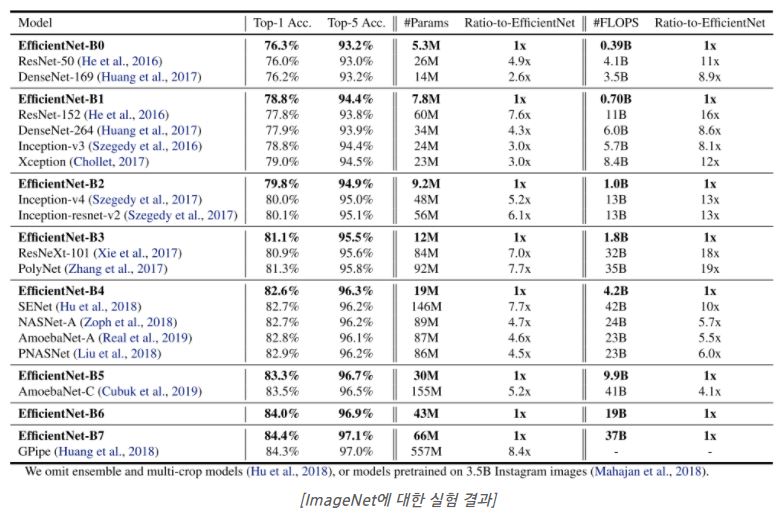 Model Top-1 Acc. Top-5 Acc. #Params Ratio-to-EfficientNet #FLOPS Ratio-to-EfficientNet
EfficientNet-B0 76.3% 93.2% 5.3M 1x 0.39B 1x
ResNet-50 (He et al., 2016) 76.0% 93.0% 26M 4.9x 4.1B 11x
DenseNet-169 (Huang et al., 2017) 76.2% 93.2% 14M 2.6x 3.5B 8.9x
EfficientNet-B1 78.8% 94.4% 7.8M 1x 0.70B 1x
ResNet-152 (He et al., 2016) 77.8% 93.8% 60M 7.6x 11B 16x
DenseNet-264 (Huang et al., 2017) 77.9% 93.9% 34M 4.3x 6.0B 8.6x
Inception-v3 (Szegedy et al., 2016) 78.8% 94.4% 24M 3.0x 5.7B 8.1x
Xception (Chollet, 2017) 79.0% 94.5% 23M 3.0x 8.4B 12x
EfficientNet-B2 79.8% 94.9% 9.2M 1x 1.0B 1x
Inception-v4 (Szegedy et al., 2017) 80.0% 95.0% 48M 5.2x 13B 13x
Inception-resnet-v2 (Szegedy et al., 2017) 80.1% 95.1% 56M 6.1x 13B 13x
EfficientNet-B3 81.1% 95.5% 12M 1x 1.8B 1x
ResNeXt-101 (Xie et al., 2017) 80.9% 95.6% 84M 7.0x 32B 18x
PolyNet (Zhang et al., 2017) 81.3% 95.8% 92M 7.7x 35B 19x
EfficientNet-B4 82.6% 96.3% 19M 1x 4.2B 1x
SENet (Hu et al., 2018) 82.7% 96.2% 146M 7.7x 42B 10x
NASNet-A (Zoph et al., 2018) 82.7% 96.2% 89M 4.7x 24B 5.7x
AmoebaNet-A (Real et al., 2019) 82.8% 96.1% 87M 4.6x 23B 5.5x
PNASNet (Liu et al., 2018) 82.9% 96.2% 86M 4.5x 23B 6.0x
EfficientNet-B5 83.3% 96.7% 30M 1x 9.9B 1x
AmoebaNet-C (Cubuk et al., 2019) 83.5% 96.5% 155M 5.2x 41B 4.1x
EfficientNet-B6 84.0% 96.9% 43M 1x 19B 1x
EfficientNet-B7 84.4% 97.1% 66M 1x 37B 1x
GPipe (Huang et al., 2018) 84.3% 97.0% 557M 8.4x - -
We omit ensemble and multi-crop models (Hu et al., 2018), or models pretrained on 3.5B Instagram images (Mahajan et al., 2018).
[ImageNet에 대한 실험 결과]